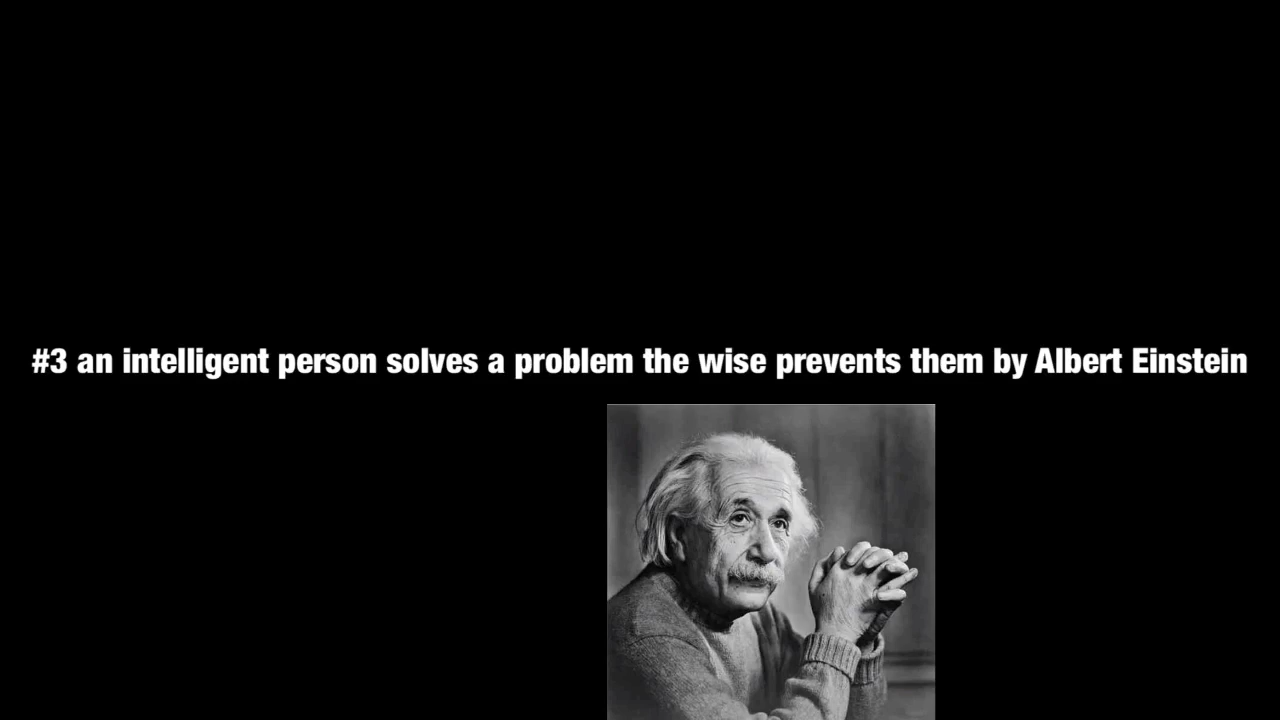 #3 an intelligent person solves a problem the wise prevents them by Albert Einstein